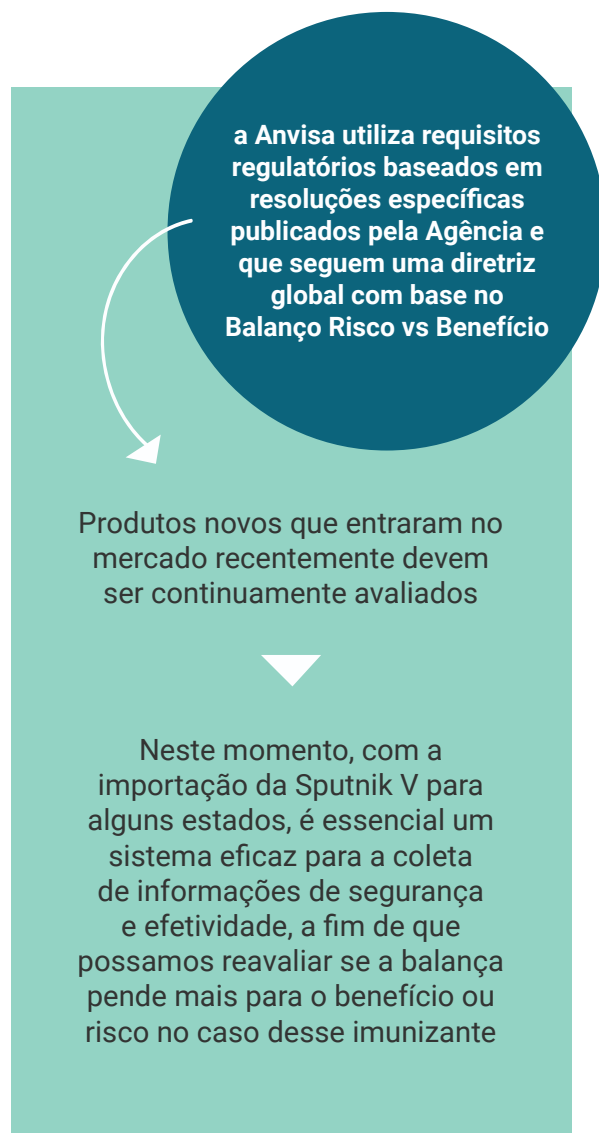 a Anvisa utiliza requisitos
regulatórios baseados em
resoluções específicas
publicados pela Agência e
que seguem uma diretriz
global com base no
Balanço Risco vs Benefício
Produtos novos que entraram no
mercado recentemente devem
ser continuamente avaliados
Neste momento, com a
importação da Sputnik V para
alguns estados, é essencial um
sistema eficaz para a coleta
de informações de segurança
e efetividade, a fim de que
possamos reavaliar se a balança
pende mais para o benefício ou
risco no caso desse imunizante